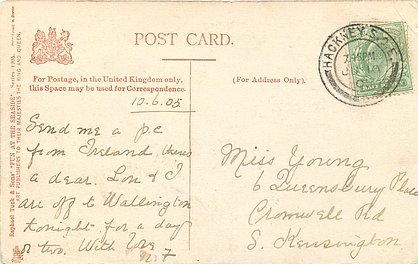 POST CARD.
HACKNEY. S.O.
For Postage, in the United Kingdom only,
this Space may be used for Correspondence.
(For Address Only).
10.6.05
Send me a p.c
from Ireland, there's
a dear. Lou & I
are off to Wallington
tonight for a day
or two. With love
Miss Young
6 Queensbury Place
Cromwell Rd
S. Kensington.
Raphael Tuck & Sons' "FUN AT THE SEASIDE" Series
ART PUBLISHERS TO THEIR MAJESTIES THE KING AND QUEEN.